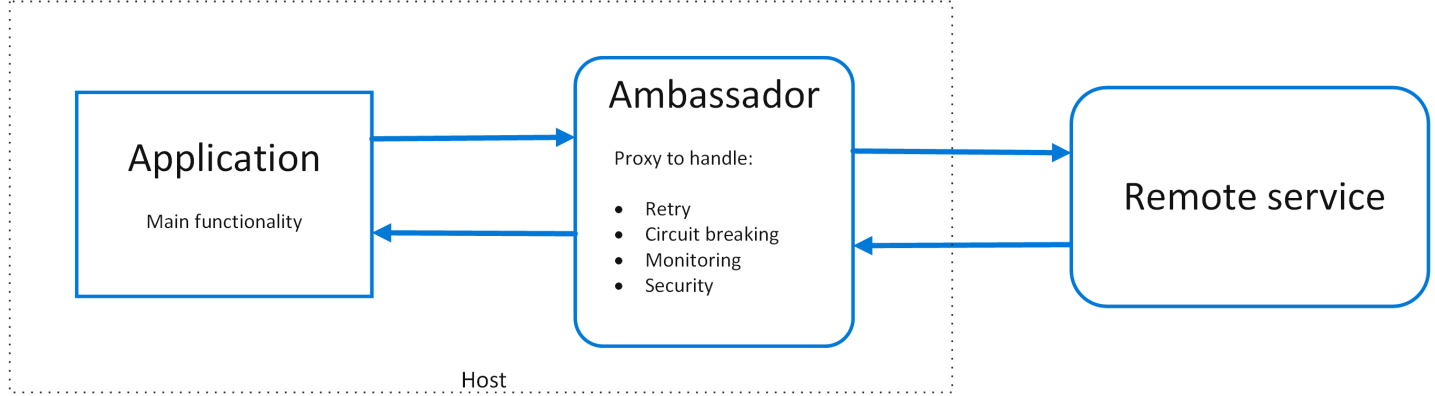 Application
Main functionality
Ambassador
Proxy to handle:
• Retry
• Circuit breaking
• Monitoring
• Security
Remote service
Host